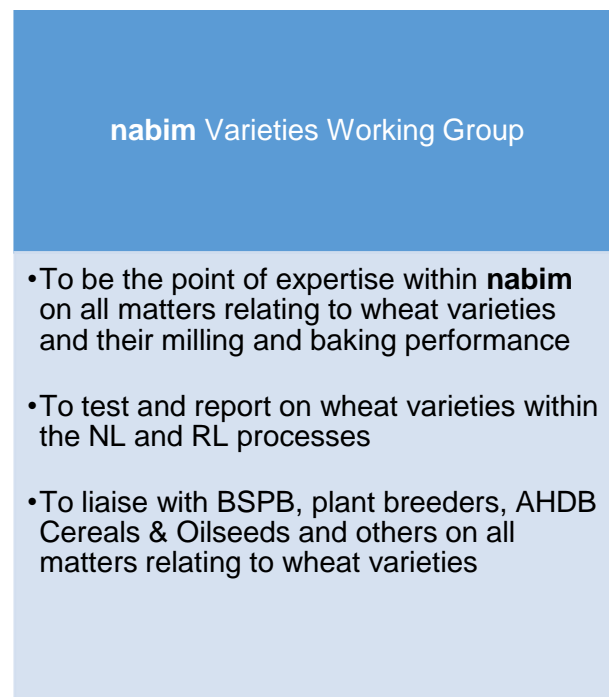 nabim Varieties Working Group
•To be the point of expertise within nabim
on all matters relating to wheat varieties
and their milling and baking performance
•To test and report on wheat varieties within
the NL and RL processes
•To liaise with BSPB, plant breeders, AHDB
Cereals & Oilseeds and others on all
matters relating to wheat varieties